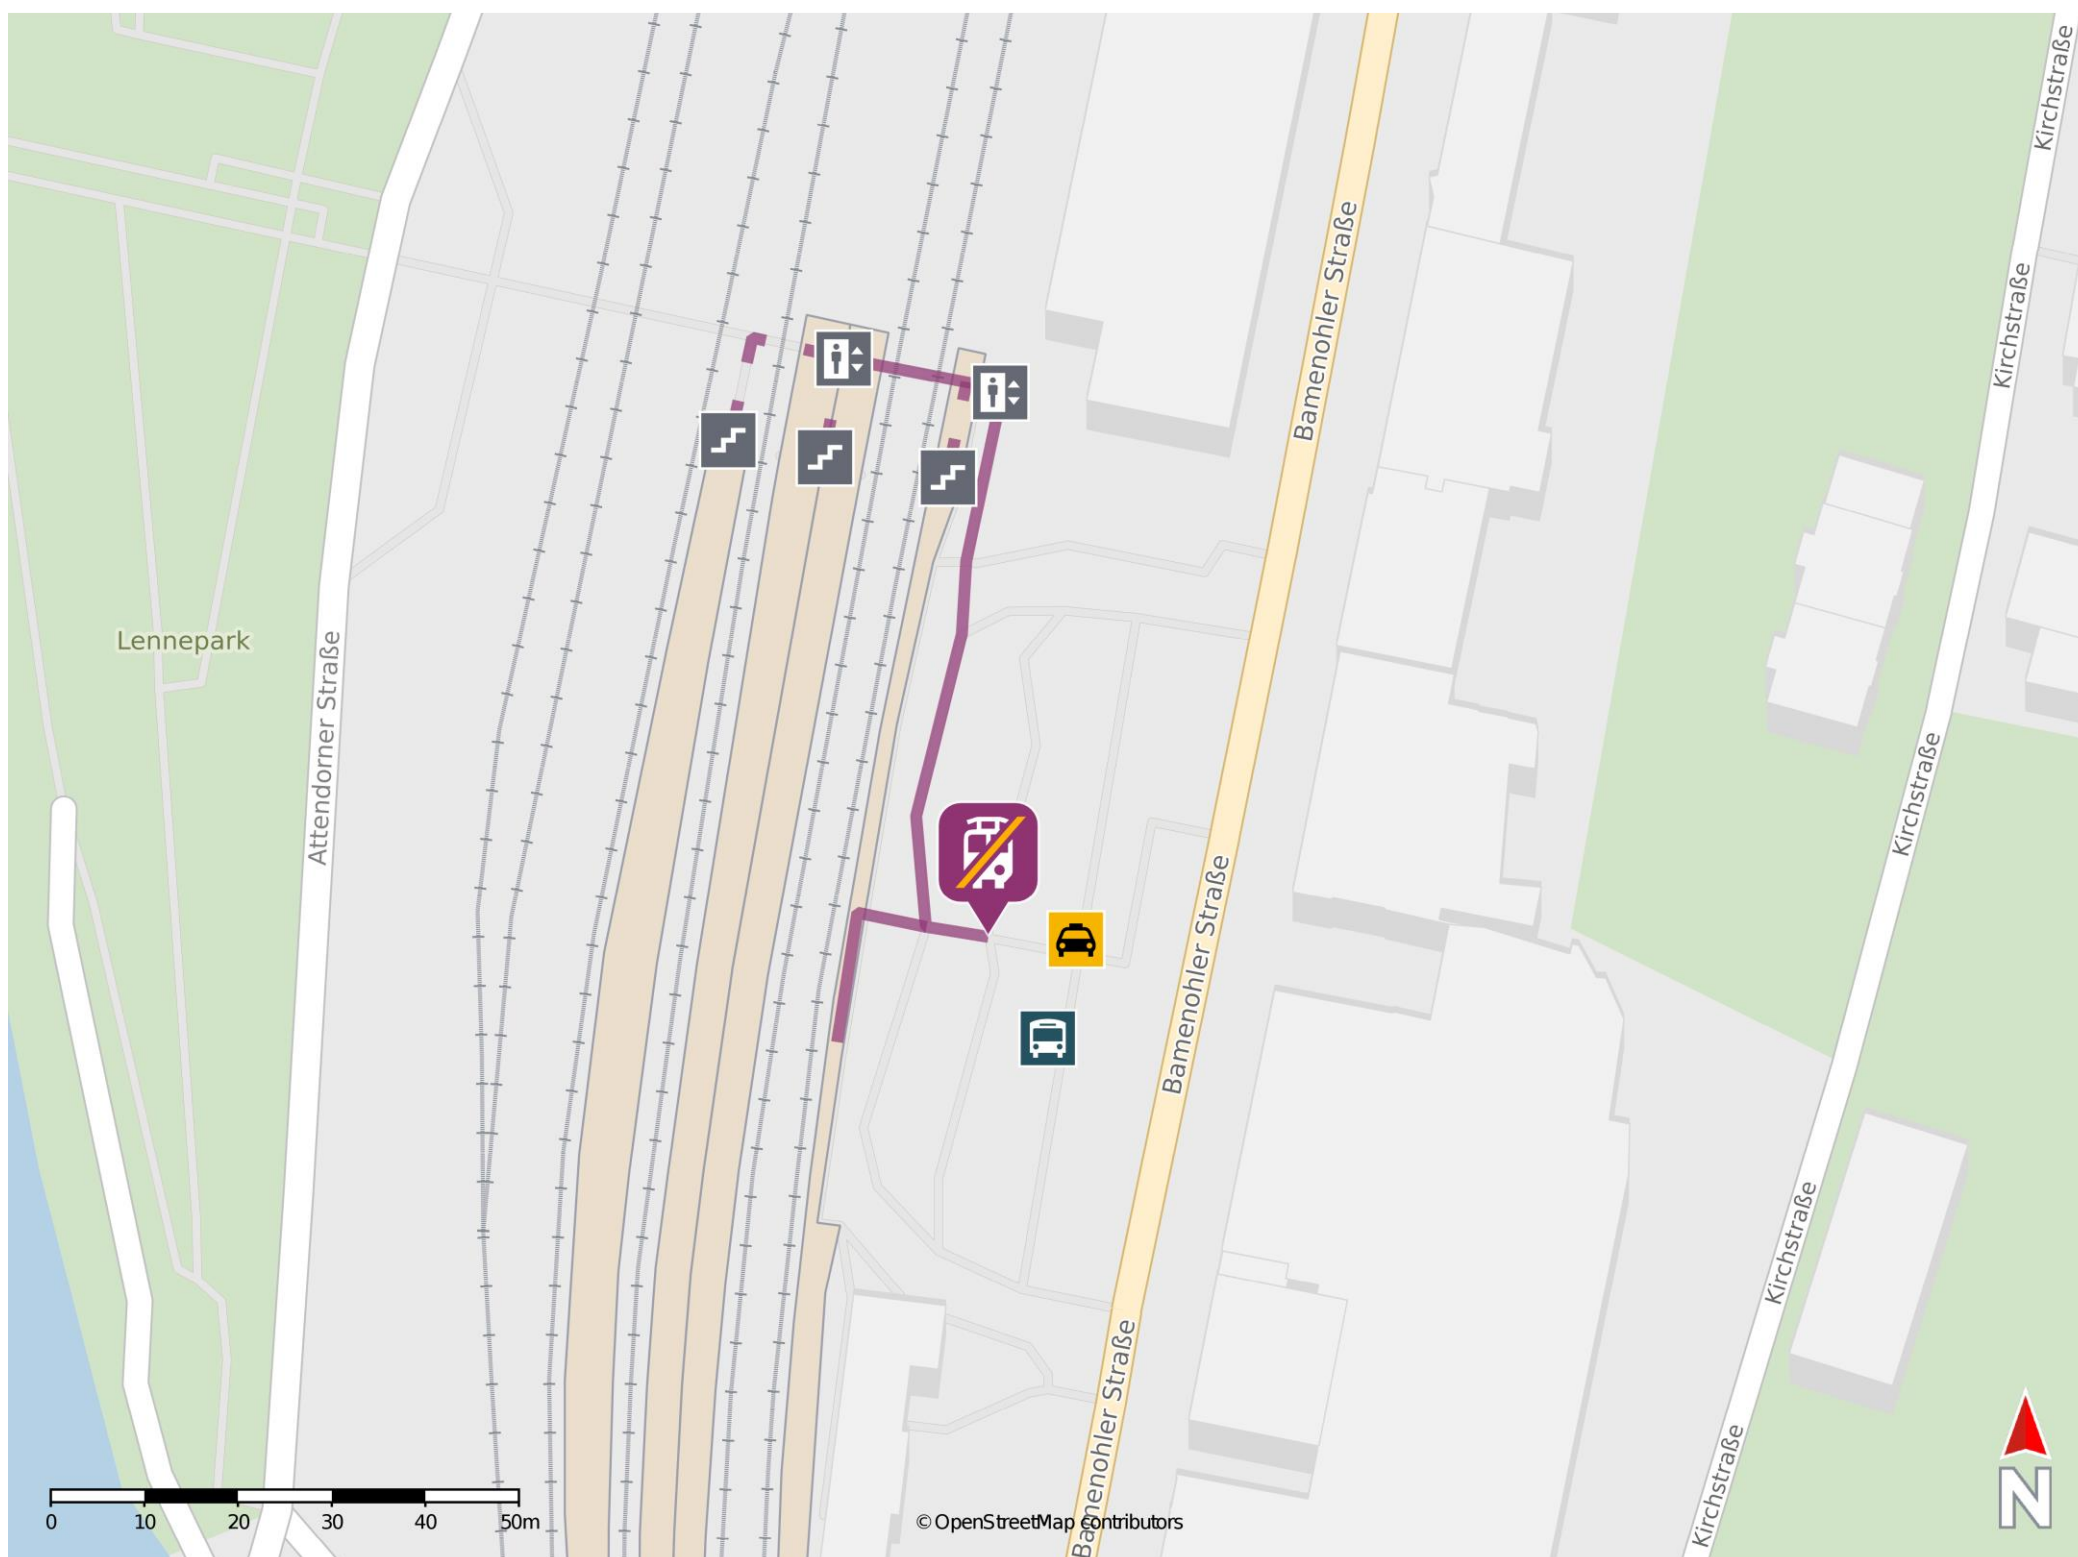 Kirchstraße
Bamenohler Straße
Kirchstraße
Lennepark
Attendorner Straße
Kirchstraße
Bamenohler Straße
Kirchstraße
Bamenohler Straße
Kirchstraße
0 10 20 30 40 50m
© OpenStreetMap contributors
N